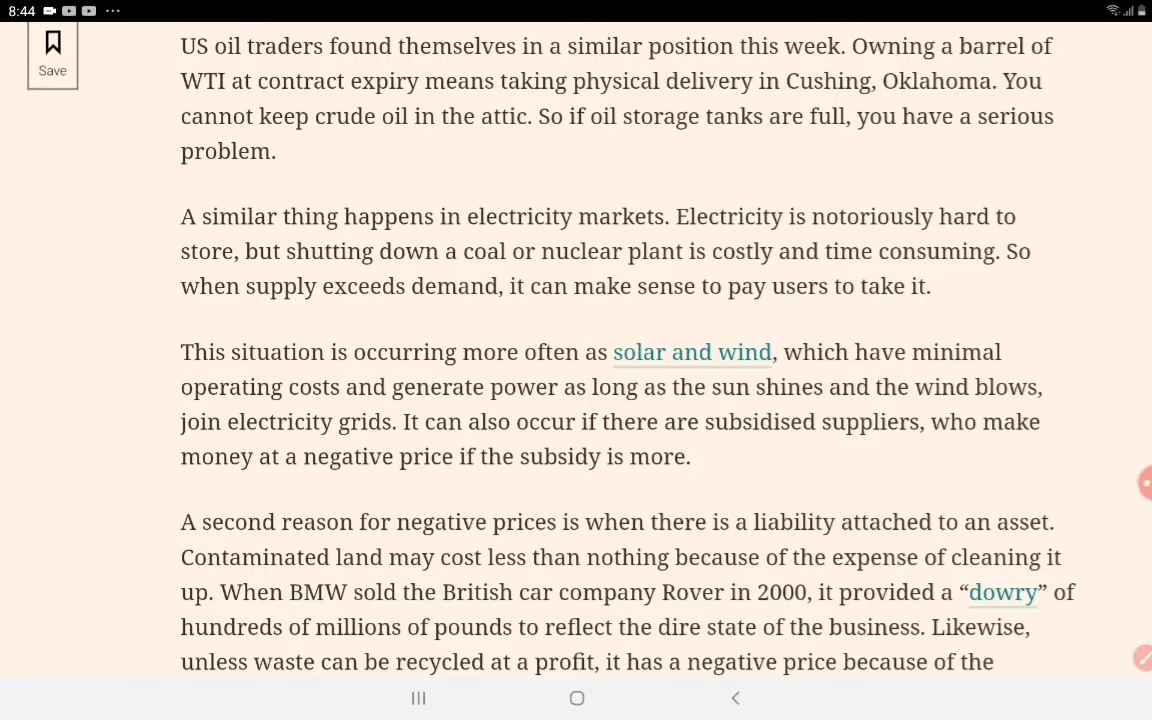 8:44
Save
US oil traders found themselves in a similar position this week. Owning a barrel of
WTI at contract expiry means taking physical delivery in Cushing, Oklahoma. You
cannot keep crude oil in the attic. So if oil storage tanks are full, you have a serious
problem.
A similar thing happens in electricity markets. Electricity is notoriously hard to
store, but shutting down a coal or nuclear plant is costly and time consuming. So
when supply exceeds demand, it can make sense to pay users to take it.
This situation is occurring more often as solar and wind, which have minimal
operating costs and generate power as long as the sun shines and the wind blows,
join electricity grids. It can also occur if there are subsidised suppliers, who make
money at a negative price if the subsidy is more.
A second reason for negative prices is when there is a liability attached to an asset.
Contaminated land may cost less than nothing because of the expense of cleaning it
up. When BMW sold the British car company Rover in 2000, it provided a “dowry” of
hundreds of millions of pounds to reflect the dire state of the business. Likewise,
unless waste can be recycled at a profit, it has a negative price because of the